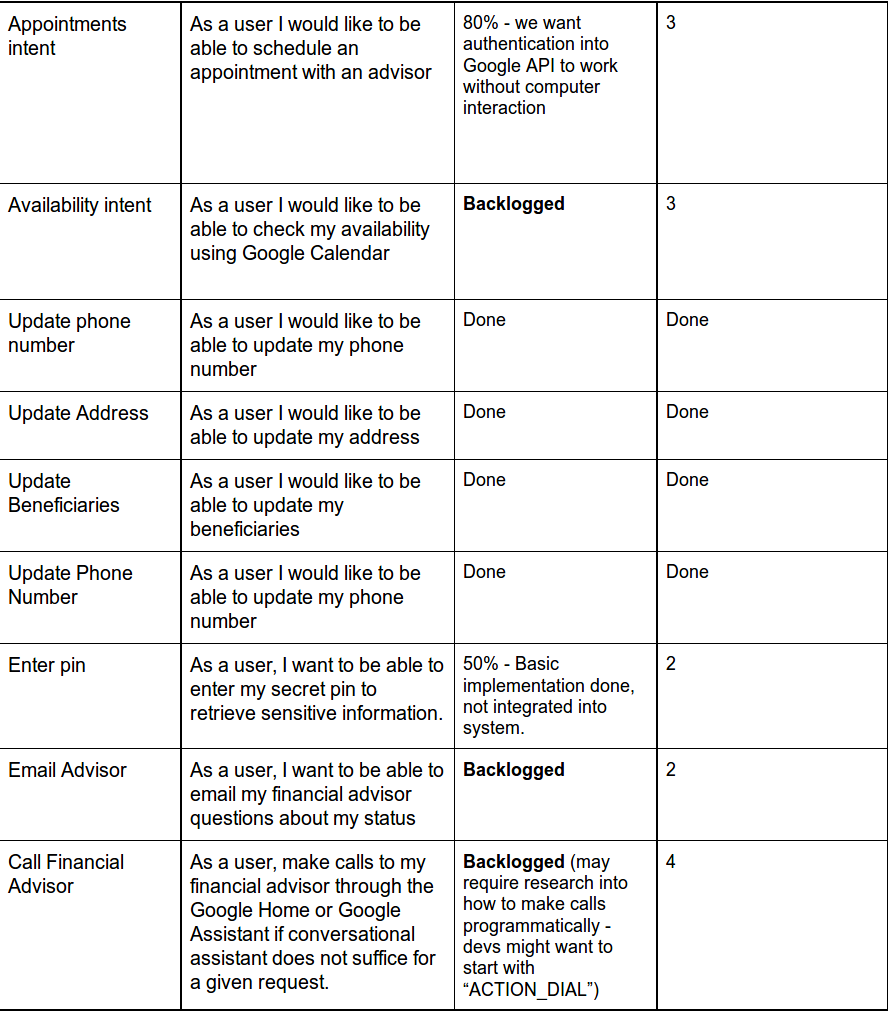 Appointments
intent
As a user I would like to be
able to schedule an
appointment with an advisor
80% - we want
authentication into
Google API to work
without computer
interaction
3
Availability intent
As a user I would like to be
able to check my availability
using Google Calendar
Backlogged
3
Update phone
number
As a user I would like to be
able to update my phone
number
Done
Done
Update Address
As a user I would like to be
able to update my address
Done
Done
Update
Beneficiaries
As a user I would like to be
able to update my
beneficiaries
Done
Done
Update Phone
Number
As a user I would like to be
able to update my phone
number
Done
Done
Enter pin
As a user, I want to be able to
enter my secret pin to
retrieve sensitive information.
50% - Basic
implementation done,
not integrated into
system.
2
Email Advisor
As a user, I want to be able to
email my financial advisor
questions about my status
Backlogged
2
Call Financial
Advisor
As a user, make calls to my
financial advisor through the
Google Home or Google
Assistant if conversational
assistant does not suffice for
a given request.
Backlogged (may
require research into
how to make calls
programmatically -
devs might want to
start with
“ACTION_DIAL”)
4